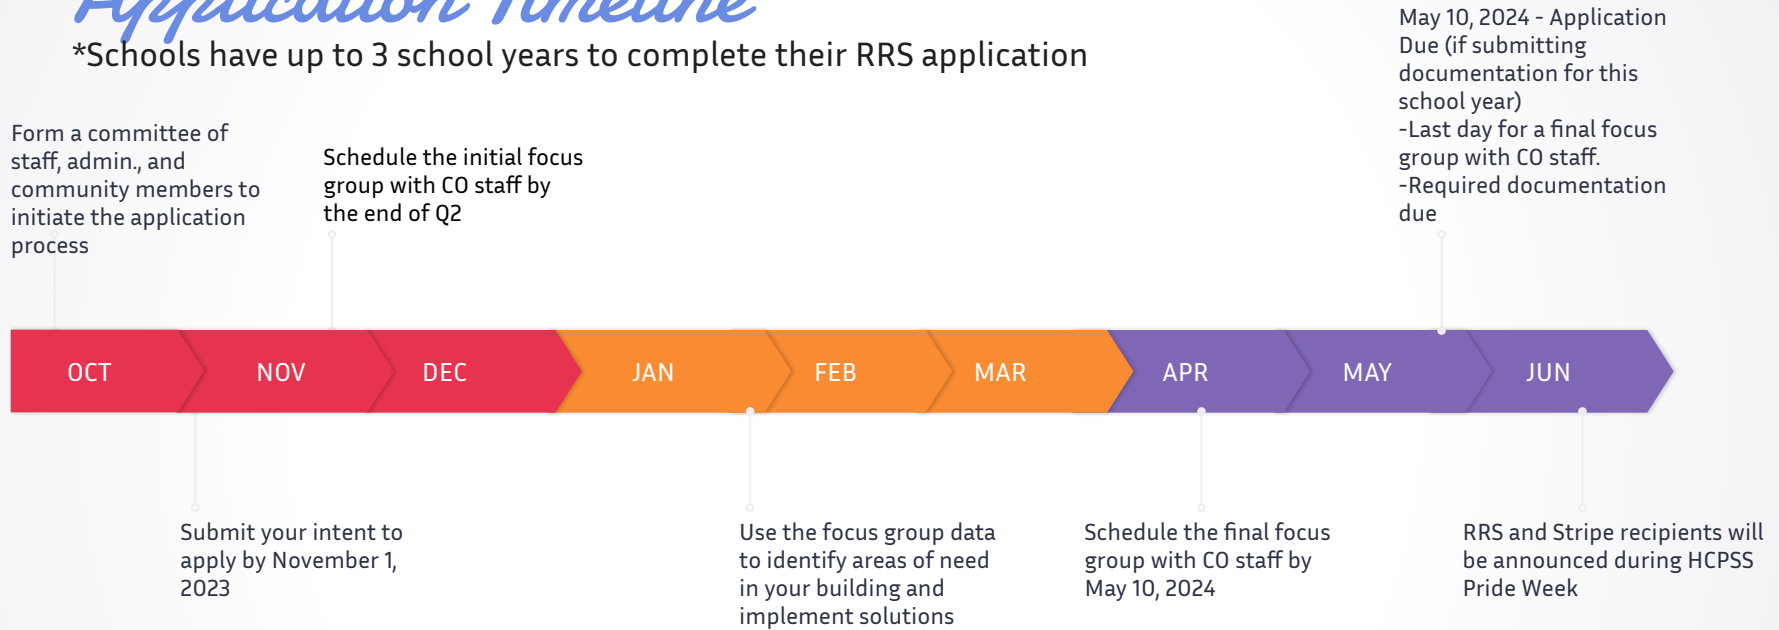 Application Timeline
*Schools have up to 3 school years to complete their RRS application
May 10, 2024 - Application
Due (if submitting
documentation for this
school year)
-Last day for a final focus
group with CO staff.
-Required documentation
due
Form a committee of
staff, admin., and
community members to
initiate the application
process
Schedule the initial focus
group with CO staff by
the end of Q2
OCT
NOV
DEC
JAN
FEB
MAR
APR
MAY
JUN
Submit your intent to
apply by November 1,
2023
Use the focus group data
to identify areas of need
in your building and
implement solutions
Schedule the final focus
group with CO staff by
May 10, 2024
RRS and Stripe recipients will
be announced during HCPSS
Pride Week